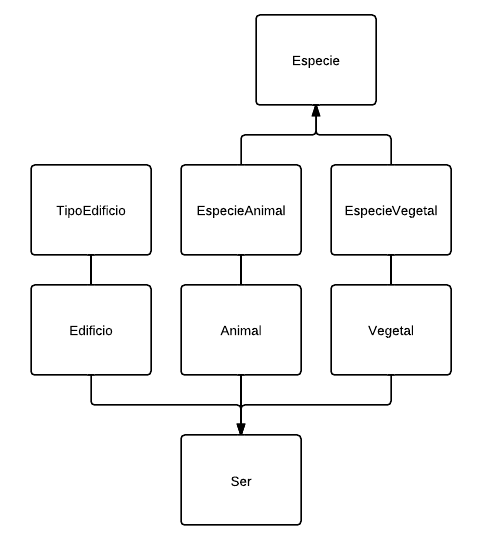 Especie
TipoEdificio
EspecieAnimal
EspecieVegetal
Edificio
Animal
Vegetal
Ser